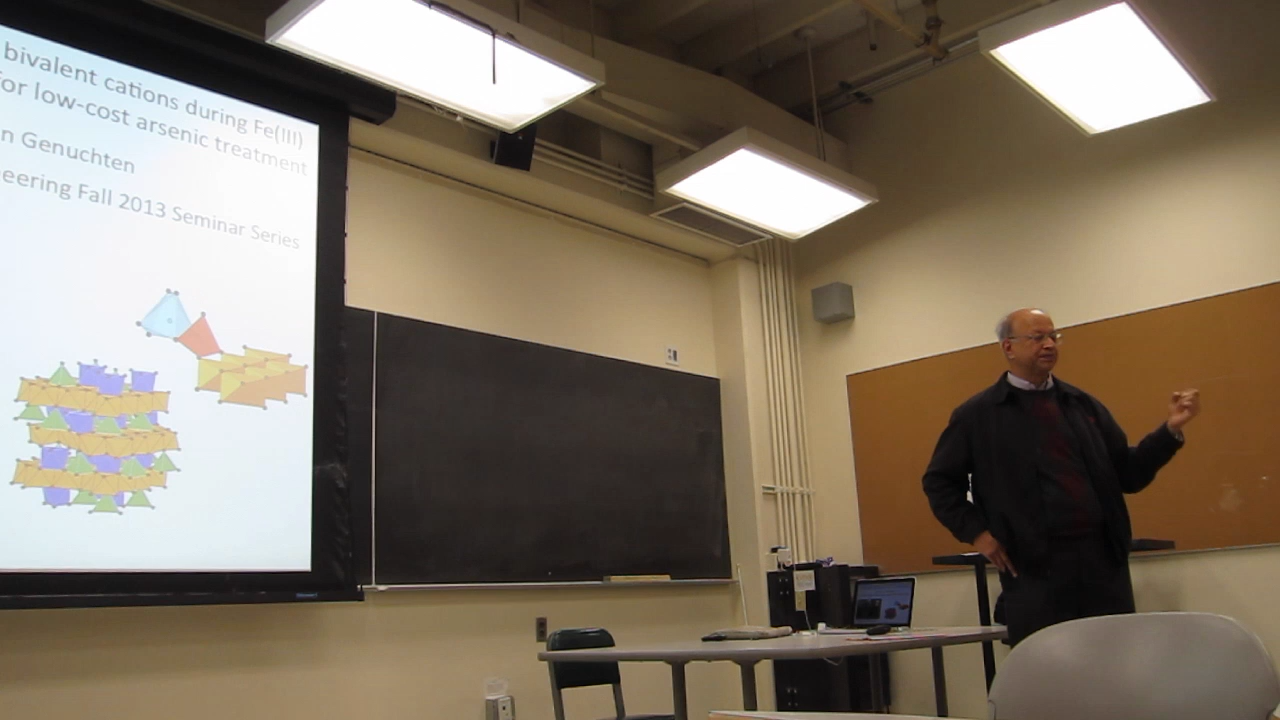 bivalent cations during Fe(III)
for low-cost arsenic treatment
n Genuchten
eering Fall 2013 Seminar Series